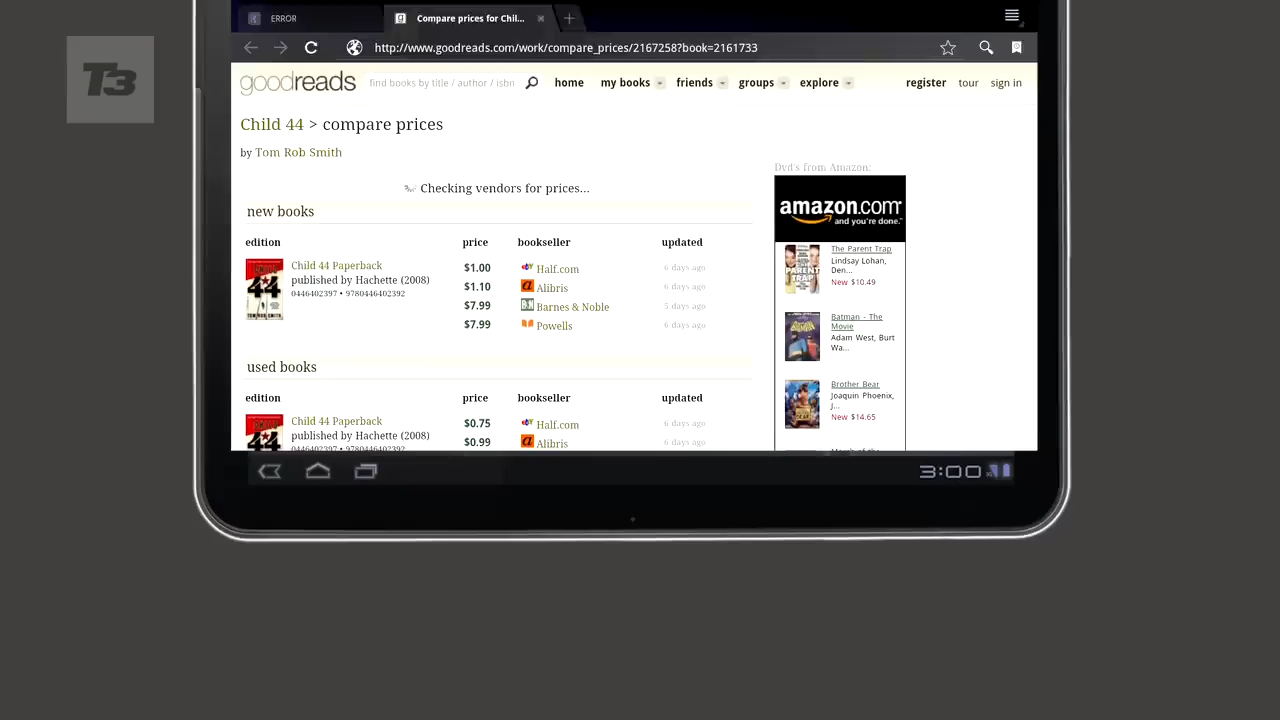 ERROR
Compare prices for Chil...
http://www.goodreads.com/work/compare_prices/2167258?book=2161733
T3
goodreads
find books by title / author / isbn
home my books friends groups explore register tour sign in
Child 44 > compare prices
by Tom Rob Smith
Dvd's from Amazon:
Checking vendors for prices...
amazon.com
and you're done.™
new books
edition price bookseller updated
Child 44 Paperback
published by Hachette (2008)
0446402397 • 9780446402392
$1.00 Half.com 6 days ago
$1.10 Alibris 6 days ago
$7.99 Barnes & Noble 5 days ago
$7.99 Powells 6 days ago
The Parent Trap
Lindsay Lohan,
Den...
New $10.49
Batman - The
Movie
Adam West, Burt
Wa...
Brother Bear
Joaquin Phoenix,
J...
New $14.65
used books
edition price bookseller updated
Child 44 Paperback
published by Hachette (2008)
0446402397 • 9780446402392
$0.75 Half.com 6 days ago
$0.99 Alibris 6 days ago
3:00